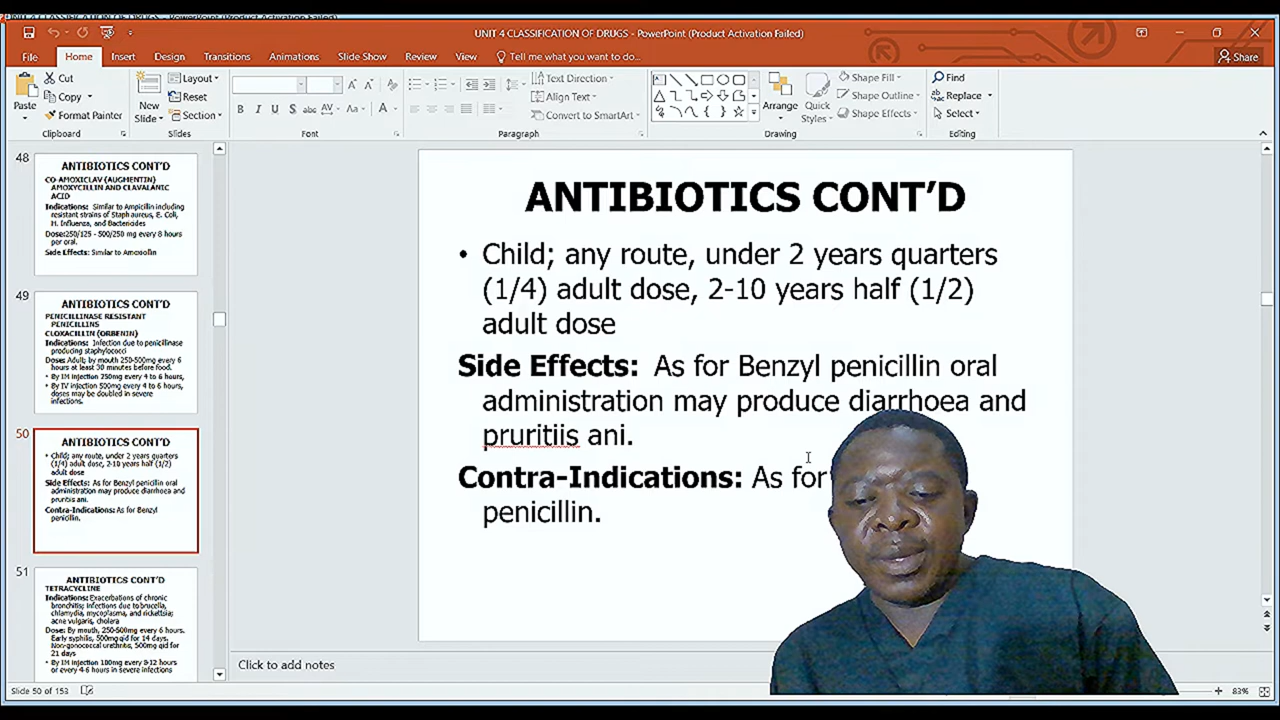 UNIT 4 CLASSIFICATION OF DRUGS - PowerPoint (Product Activation Failed)
File Home Insert Design Transitions Animations Slide Show Review View Tell me what you want to do... Share
Paste
Cut
Copy
Format Painter
Clipboard
New Slide
Layout
Reset
Section
Slides
Font
Text Direction
Align Text
Convert to SmartArt
Paragraph
Arrange
Quick Styles
Shape Fill
Shape Outline
Shape Effects
Drawing
Find
Replace
Select
Editing
48
ANTIBIOTICS CONT'D
CO-AMOXICLAV (AUGMENTIN)
AMOXYCILLIN AND CLAVALANIC
ACID
Indications: Similar to Ampicillin including
resistant strains of Staph aureus, E. Coli,
H. Influenza, and Bactericides
Dose:250/125 - 500/250 mg every 8 hours
per oral.
Side Effects: Similar to
49
ANTIBIOTICS CONT'D
PENICILLINASE RESISTANT
PENICILLINS
CLOXACILLIN (ORBENIN)
Indications: Infection due to penicillinase
producing staphylococci
Dose: Adult; by mouth 250-500mg every 6
hours at least 30 minutes before food.
• By IM injection 250mg every 4 to 6 hours,
• By IV injection 500mg every 4 to 6 hours,
doses may be doubled in severe
infections.
50
ANTIBIOTICS CONT'D
• Child; any route, under 2 years quarters
(1/4) adult dose, 2-10 years half (1/2)
adult dose
Side Effects: As for Benzyl penicillin oral
administration may produce diarrhoea and
pruritiis ani.
Contra-Indications: As for Benzyl
penicillin.
51
ANTIBIOTICS CONT'D
TETRACYCLINE
Indications: Exacerbations of chronic
bronchitis; infections due to brucella,
chlamydia, mycoplasma, and rickettsia;
acne vulgaris, cholera
Dose: By mouth, 250-500mg every 6 hours.
Early syphilis, 500mg qid for 14 days.
Non-gonococcal urethritis, 500mg qid for
21 days
• By IM injection 100mg every 8-12 hours
or every 4-6 hours in severe infections
ANTIBIOTICS CONT'D
• Child; any route, under 2 years quarters
(1/4) adult dose, 2-10 years half (1/2)
adult dose
Side Effects: As for Benzyl penicillin oral
administration may produce diarrhoea and
pruritiis ani.
Contra-Indications: As for
penicillin.
Click to add notes
Slide 50 of 153
83%